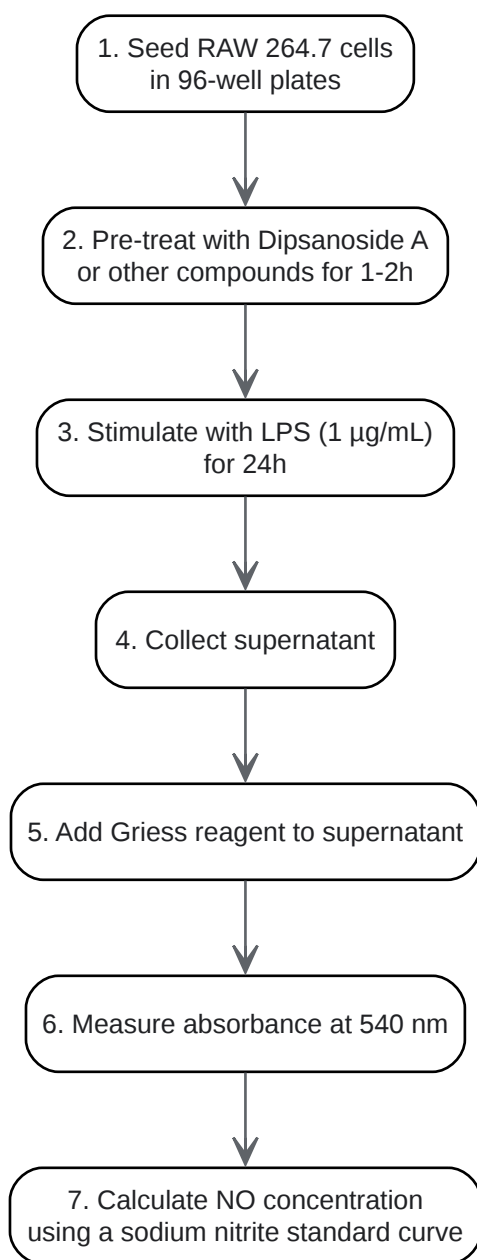 1. Seed RAW 264.7 cells
in 96-well plates
2. Pre-treat with Dipsanoside A
or other compounds for 1-2h
3. Stimulate with LPS (1 µg/mL)
for 24h
4. Collect supernatant
5. Add Griess reagent to supernatant
6. Measure absorbance at 540 nm
7. Calculate NO concentration
using a sodium nitrite standard curve